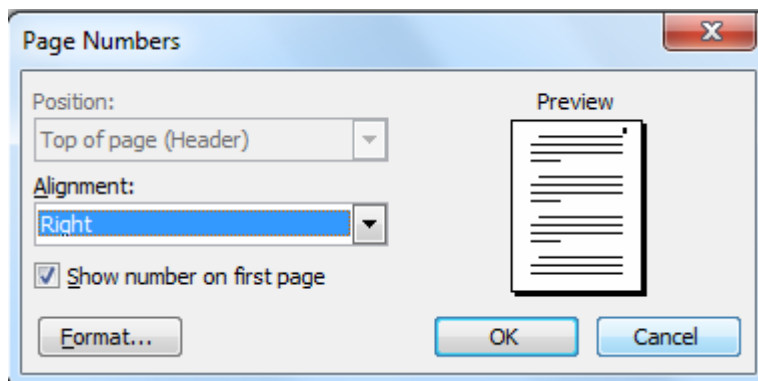 Page Numbers
Position:
Preview
Top of page (Header)
Alignment:
Right
Show number on first page
Format...
OK
Cancel